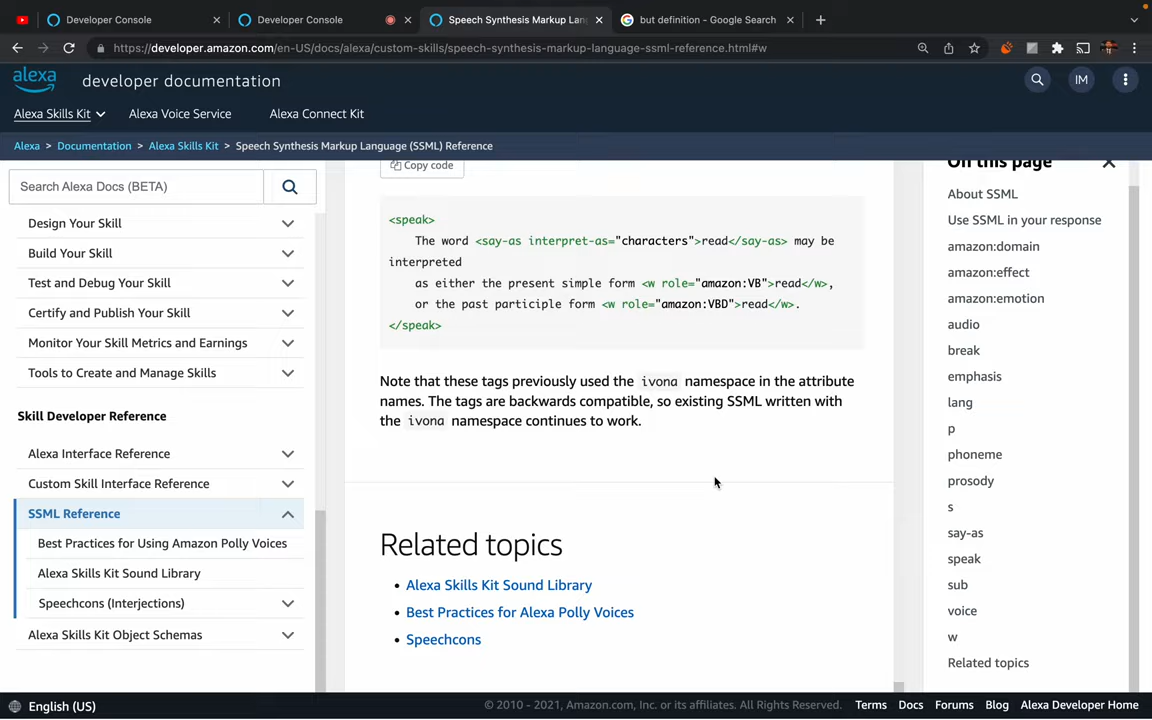 Developer Console
Developer Console
Speech Synthesis Markup Lan
but definition - Google Search
https://developer.amazon.com/en-US/docs/alexa/custom-skills/speech-synthesis-markup-language-ssml-reference.html#w
alexa
developer documentation
IM
Alexa Skills Kit
Alexa Voice Service
Alexa Connect Kit
Alexa > Documentation > Alexa Skills Kit > Speech Synthesis Markup Language (SSML) Reference
Search Alexa Docs (BETA)
Design Your Skill
Build Your Skill
Test and Debug Your Skill
Certify and Publish Your Skill
Monitor Your Skill Metrics and Earnings
Tools to Create and Manage Skills
Skill Developer Reference
Alexa Interface Reference
Custom Skill Interface Reference
SSML Reference
Best Practices for Using Amazon Polly Voices
Alexa Skills Kit Sound Library
Speechcons (Interjections)
Alexa Skills Kit Object Schemas
Copy code
<speak>
The word <say-as interpret-as="characters">read</say-as> may be
interpreted
as either the present simple form <w role="amazon:VB">read</w>,
or the past participle form <w role="amazon:VBD">read</w>.
</speak>
Note that these tags previously used the ivona namespace in the attribute
names. The tags are backwards compatible, so existing SSML written with
the ivona namespace continues to work.
Related topics
• Alexa Skills Kit Sound Library
• Best Practices for Alexa Polly Voices
• Speechcons
On this page
About SSML
Use SSML in your response
amazon:domain
amazon:effect
amazon:emotion
audio
break
emphasis
lang
p
phoneme
prosody
s
say-as
speak
sub
voice
w
Related topics
English (US)
© 2010 - 2021, Amazon.com, Inc. or its affiliates. All Rights Reserved.
Terms
Docs
Forums
Blog
Alexa Developer Home